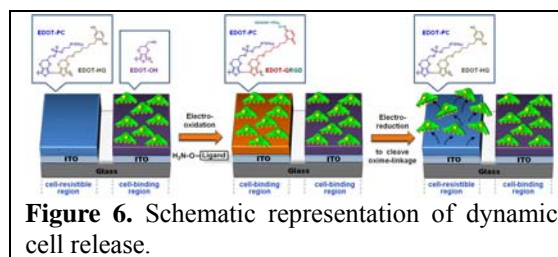 EDOT-PC
EDOT-OH
EDOT-HQ
EDOT-PC
EDOT-QRGD
EDOT-PC
EDOT-HQ
Electro-
oxidation
H₂N-O-Ligand
Electro-
reduction
to cleave
oxime-linkage
ITO ITO ITO ITO ITO ITO
Glass Glass Glass
cell-resistible
region
cell-binding
region
cell-binding
region
cell-binding
region
cell-resistible
region
cell-binding
region
Figure 6. Schematic representation of dynamic
cell release.